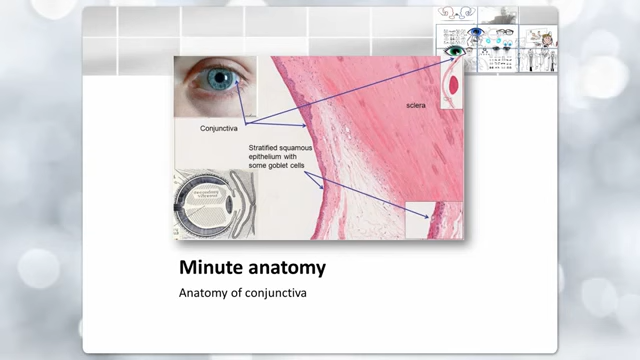 Conjunctiva
sclera
Stratified squamous
epithelium with
some goblet cells
Minute anatomy
Anatomy of conjunctiva